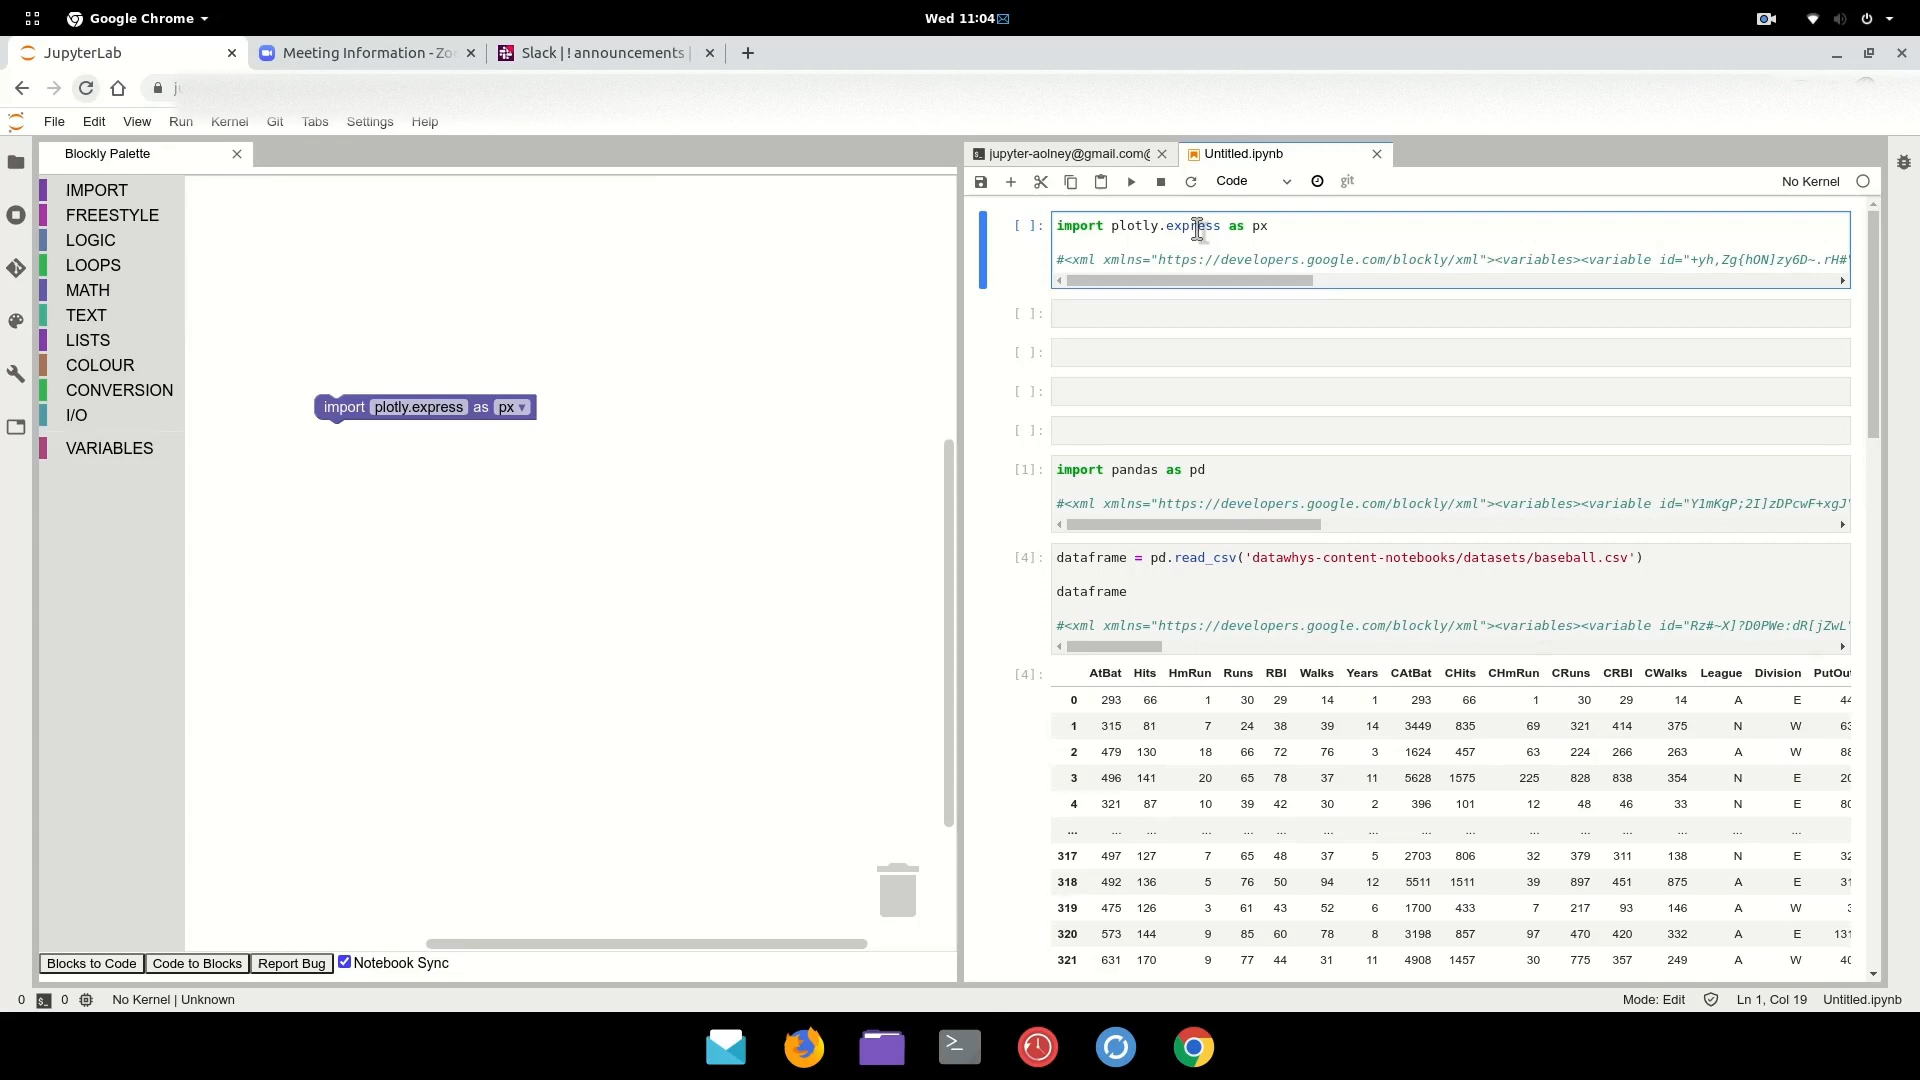 Google Chrome
Wed 11:04
JupyterLab
Meeting Information - Zo
Slack | ! announcements |
File Edit View Run Kernel Git Tabs Settings Help
Blockly Palette
jupyter-aolney@gmail.com@
Untitled.ipynb
Code
git
No Kernel
IMPORT
FREESTYLE
LOGIC
LOOPS
MATH
TEXT
LISTS
COLOUR
CONVERSION
I/O
VARIABLES
import plotly.express as px
Blocks to Code
Code to Blocks
Report Bug
Notebook Sync
[ ]: import plotly.express as px
#<xml xmlns="https://developers.google.com/blockly/xml"><variables><variable id="+yh,Zg{hON]zy6D~.rH#"
[ ]:
[ ]:
[ ]:
[ ]:
[1]: import pandas as pd
#<xml xmlns="https://developers.google.com/blockly/xml"><variables><variable id="Y1mKgP;2I]zDPcwF+xgJ"
[4]: dataframe = pd.read_csv('datawhys-content-notebooks/datasets/baseball.csv')
dataframe
#<xml xmlns="https://developers.google.com/blockly/xml"><variables><variable id="Rz#~X]?D0PWe:dR[jZwL"
[4]: AtBat Hits HmRun Runs RBI Walks Years CAtBat CHits CHmRun CRuns CRBI CWalks League Division PutOu
0 293 66 1 30 29 14 1 293 66 1 30 29 14 A E 44
1 315 81 7 24 38 39 14 3449 835 69 321 414 375 N W 63
2 479 130 18 66 72 76 3 1624 457 63 224 266 263 A W 88
3 496 141 20 65 78 37 11 5628 1575 225 828 838 354 N E 20
4 321 87 10 39 42 30 2 396 101 12 48 46 33 N E 80
... ... ... ... ... ... ... ... ... ... ... ... ... ... ... ...
317 497 127 7 65 48 37 5 2703 806 32 379 311 138 N E 32
318 492 136 5 76 50 94 12 5511 1511 39 897 451 875 A E 31
319 475 126 3 61 43 52 6 1700 433 7 217 93 146 A W
320 573 144 9 85 60 78 8 3198 857 97 470 420 332 A E 131
321 631 170 9 77 44 31 11 4908 1457 30 775 357 249 A W 40
0 0 No Kernel | Unknown
Mode: Edit Ln 1, Col 19 Untitled.ipynb